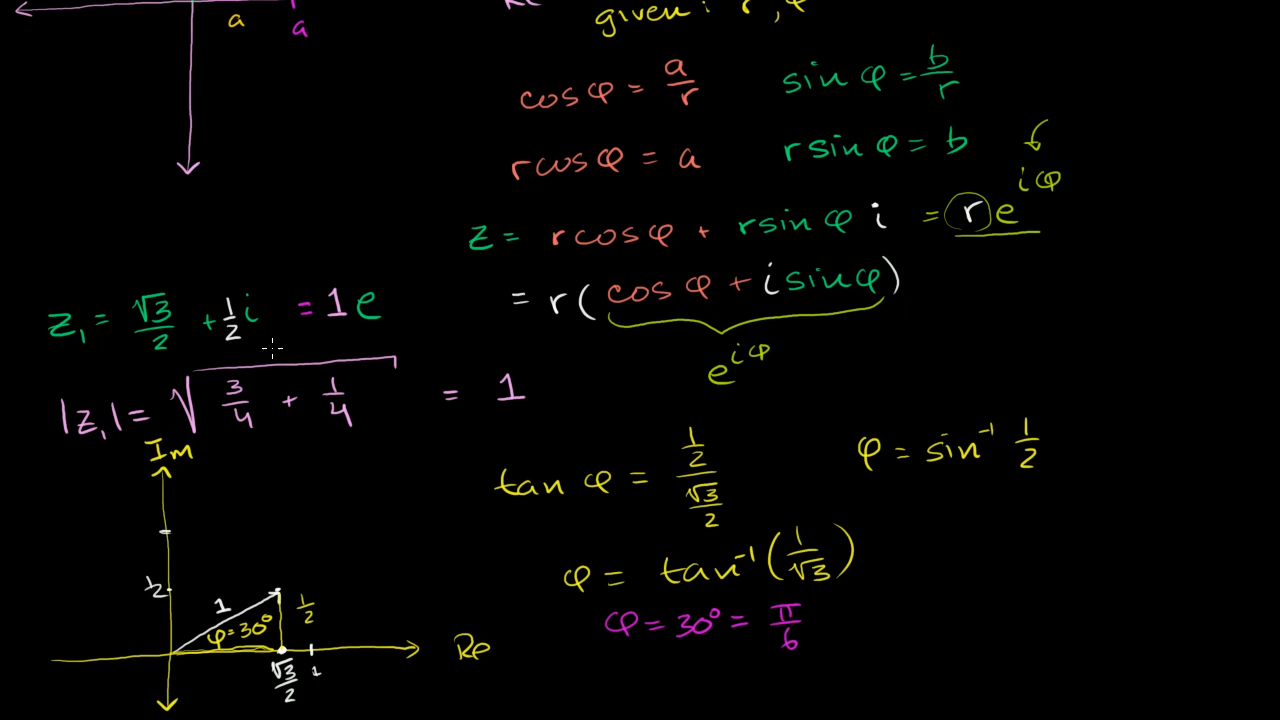 a
a
given: r, φ
cos φ = a/r
sin φ = b/r
r cos φ = a
r sin φ = b
z = r cos φ + r sin φ i = r e^{iφ}
= r( cos φ + i sin φ )
e^{iφ}
z₁ = √3/2 + 1/2 i = 1 e
|z₁| = √(3/4 + 1/4) = 1
tan φ = (1/2)/(√3/2)
φ = sin⁻¹ 1/2
φ = tan⁻¹(1/√3)
φ = 30° = π/6
Im
1/2
1
1/2
φ=30°
Re
√3/2
1